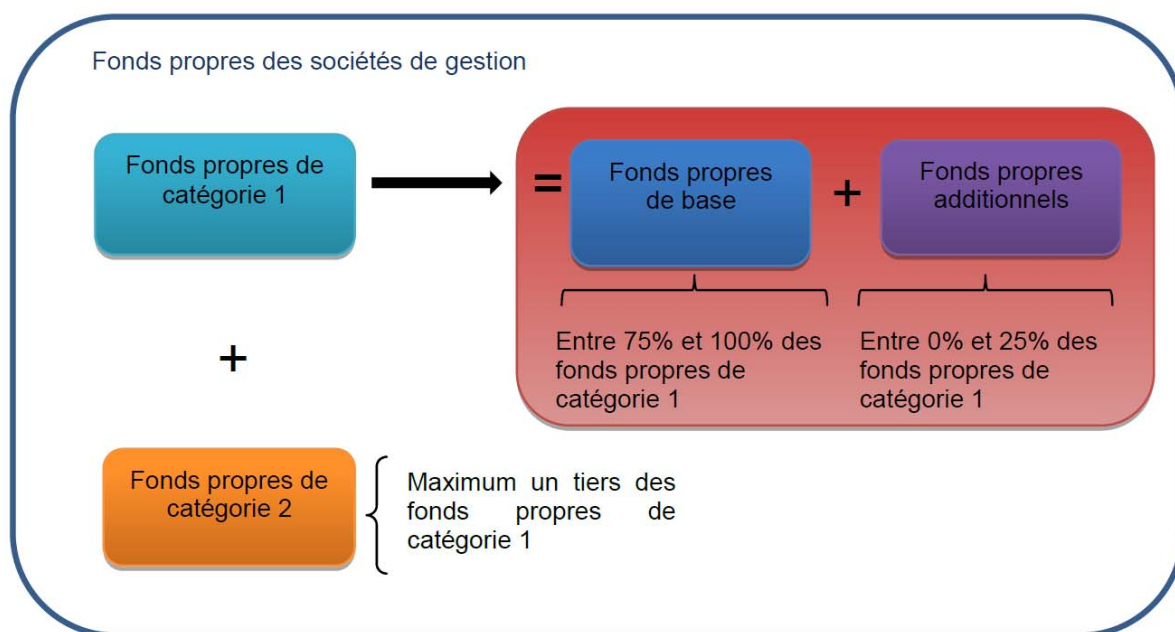 Fonds propres des sociétés de gestion
Fonds propres de
catégorie 1
=
Fonds propres
de base
+
Fonds propres
additionnels
Entre 75% et 100% des
fonds propres de
catégorie 1
Entre 0% et 25% des
fonds propres de
catégorie 1
+
Fonds propres de
catégorie 2
Maximum un tiers des
fonds propres de
catégorie 1